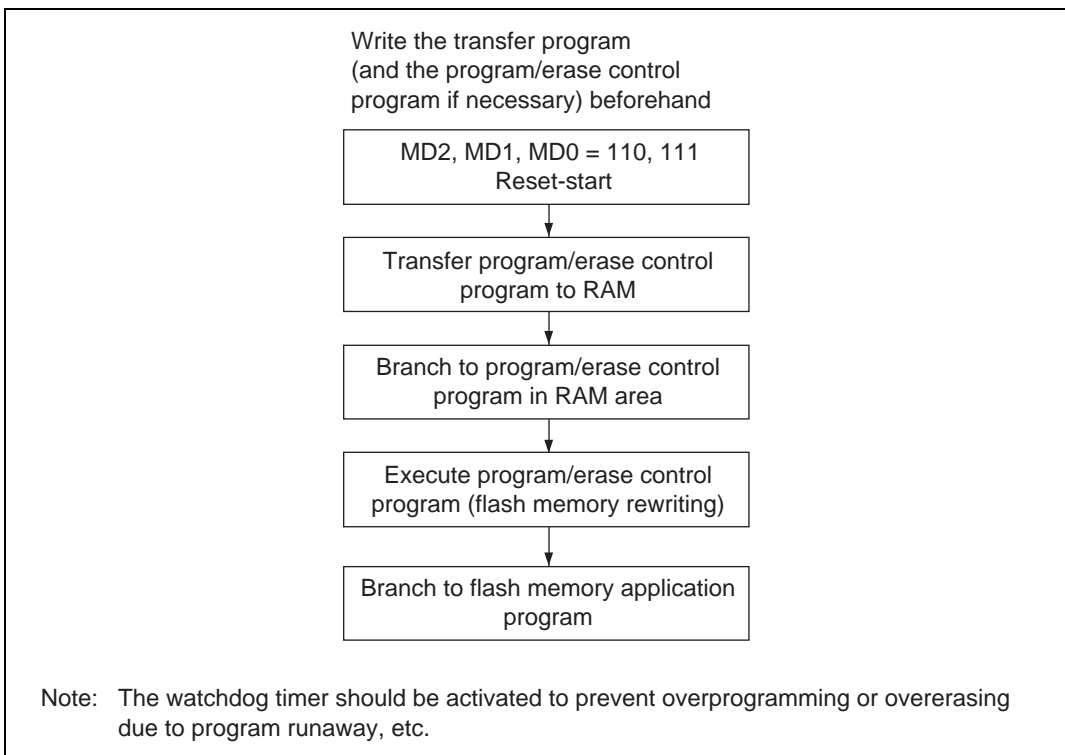 Write the transfer program
(and the program/erase control
program if necessary) beforehand
MD2, MD1, MD0 = 110, 111
Reset-start
Transfer program/erase control
program to RAM
Branch to program/erase control
program in RAM area
Execute program/erase control
program (flash memory rewriting)
Branch to flash memory application
program
Note: The watchdog timer should be activated to prevent overprogramming or overerasing
due to program runaway, etc.